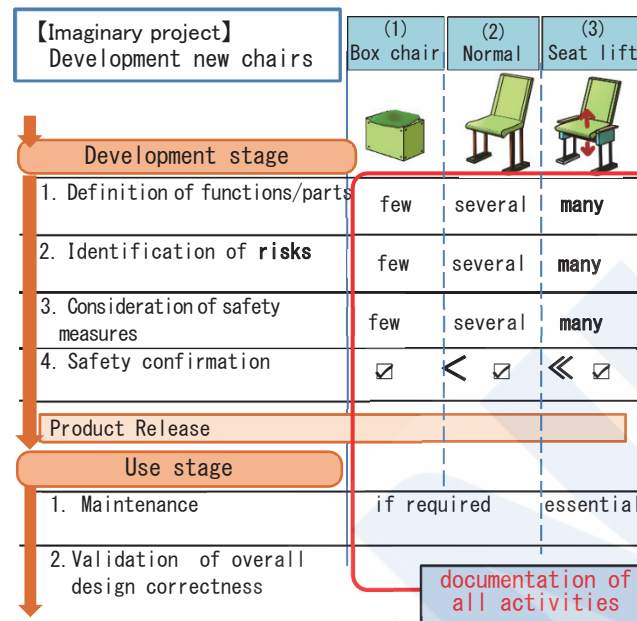 【Imaginary project】
Development new chairs
(1)
Box chair
(2)
Normal
(3)
Seat lift
Development stage
1. Definition of functions/parts
few several many
2. Identification of risks
few several many
3. Consideration of safety
measures
few several many
4. Safety confirmation
☑ < ☑ ≪ ☑
Product Release
Use stage
1. Maintenance
if required essential
2. Validation of overall
design correctness
documentation of
all activities